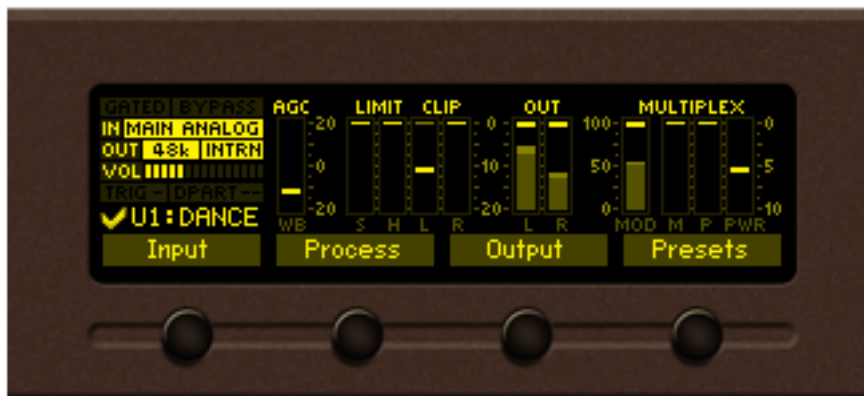 GATED BYPASS
AGC LIMIT CLIP OUT MULTIPLEX
IN MAIN ANALOG
-20 -0 100- -0
OUT 48k INTRN
VOL
-0 -10 50- -5
TRIG - DPART --
-20 -20 0- -10
U1:DANCE
WB S H L R L R MOD M P PWR
Input Process Output Presets